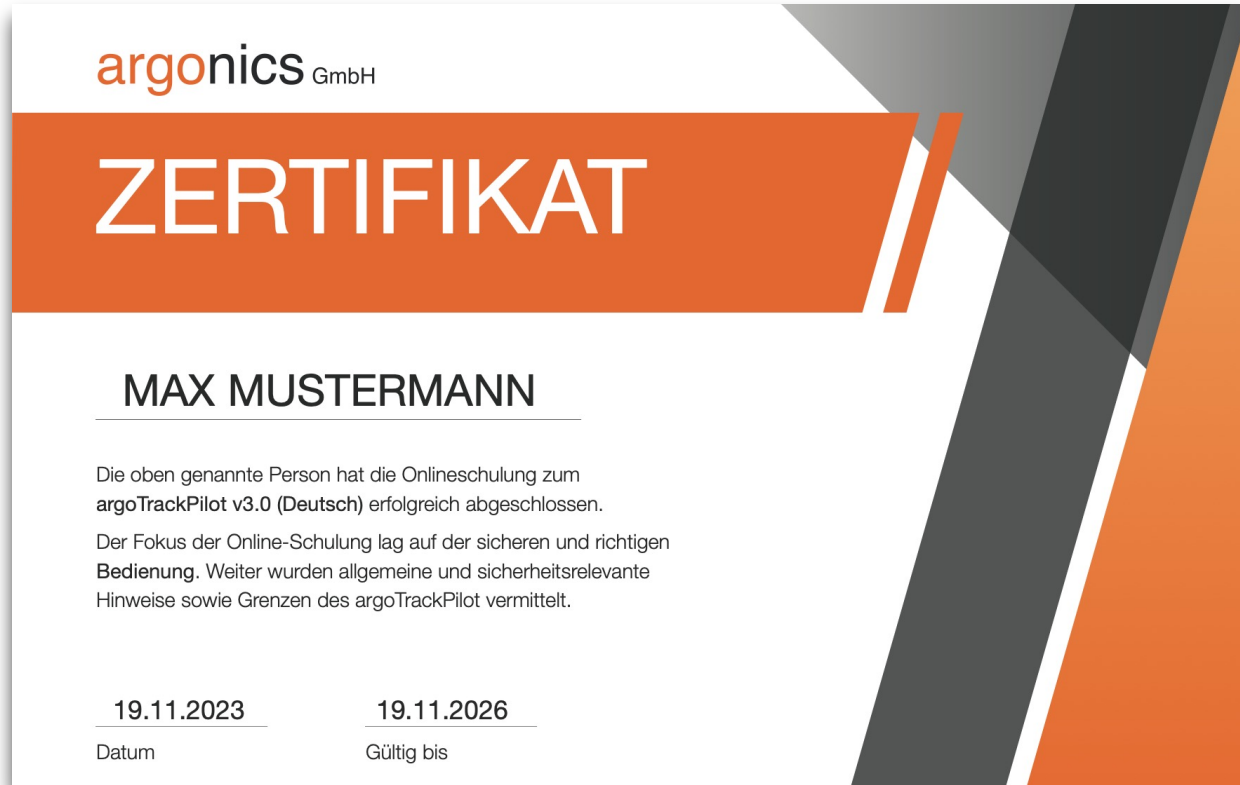 argonics GmbH
ZERTIFIKAT
MAX MUSTERMANN
Die oben genannte Person hat die Onlineschulung zum
argoTrackPilot v3.0 (Deutsch) erfolgreich abgeschlossen.
Der Fokus der Online-Schulung lag auf der sicheren und richtigen
Bedienung. Weiter wurden allgemeine und sicherheitsrelevante
Hinweise sowie Grenzen des argoTrackPilot vermittelt.
19.11.2023 19.11.2026
Datum Gültig bis